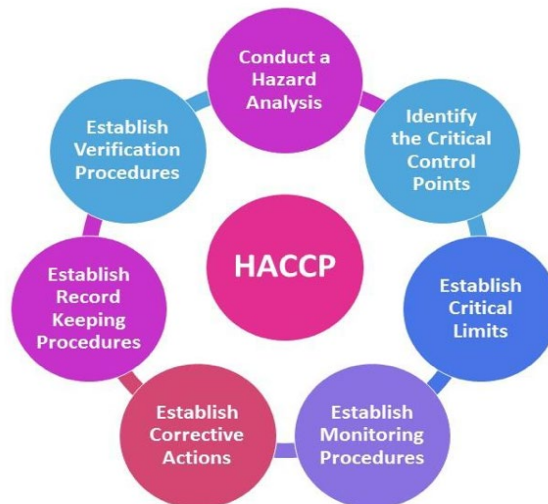 Conduct a
Hazard
Analysis
Identify
the Critical
Control
Points
Establish
Critical
Limits
Establish
Monitoring
Procedures
Establish
Corrective
Actions
Establish
Record
Keeping
Procedures
Establish
Verification
Procedures
HACCP